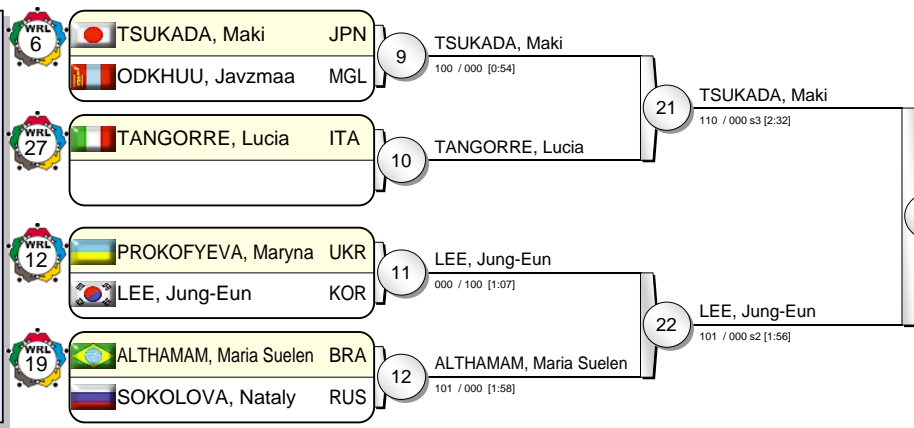 WRL
6
TSUKADA, Maki JPN
ODKHUU, Javzmaa MGL
9
TSUKADA, Maki
100 / 000 [0:54]
WRL
27
TANGORRE, Lucia ITA
10
TANGORRE, Lucia
21
TSUKADA, Maki
110 / 000 s3 [2:32]
WRL
12
PROKOFYEVA, Maryna UKR
LEE, Jung-Eun KOR
11
LEE, Jung-Eun
000 / 100 [1:07]
WRL
19
ALTHAMAM, Maria Suelen BRA
SOKOLOVA, Nataly RUS
12
ALTHAMAM, Maria Suelen
101 / 000 [1:58]
22
LEE, Jung-Eun
101 / 000 s2 [1:56]